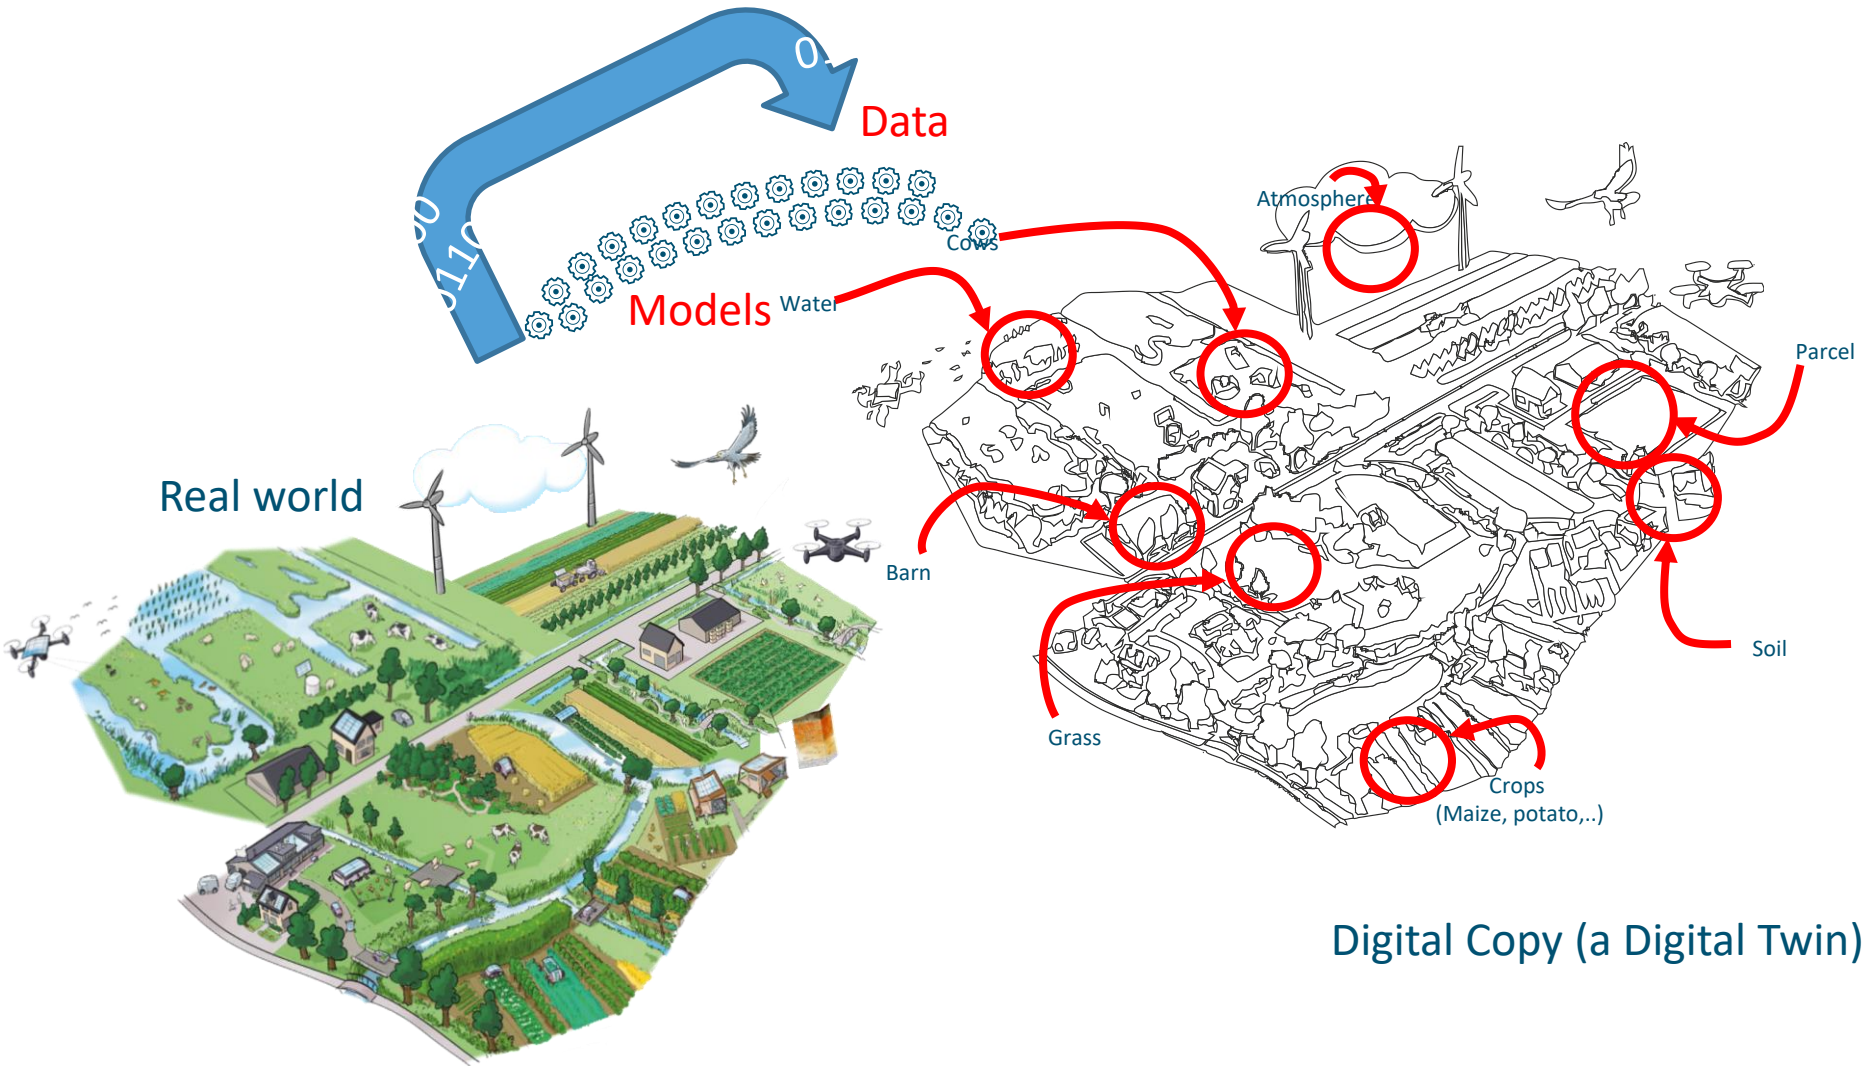 Data
Atmosphere
Cows
Models
Water
Parcel
Real world
Barn
Soil
Grass
Crops
(Maize, potato,..)
Digital Copy (a Digital Twin)